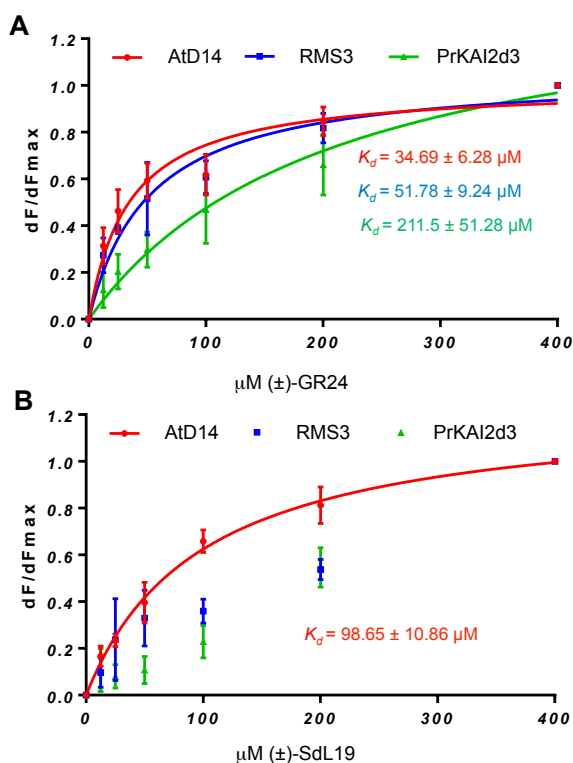 A
1.2
AtD14 RMS3 PrKAI2d3
1.0
0.8
0.6
0.4
0.2
0.0
dF/dFmax
Kd = 34.69 ± 6.28 µM
Kd = 51.78 ± 9.24 µM
Kd = 211.5 ± 51.28 µM
0 100 200 300 400
µM (±)-GR24
B
1.2
AtD14 RMS3 PrKAI2d3
1.0
0.8
0.6
0.4
0.2
0.0
dF/dFmax
Kd = 98.65 ± 10.86 µM
0 100 200 300 400
µM (±)-SdL19